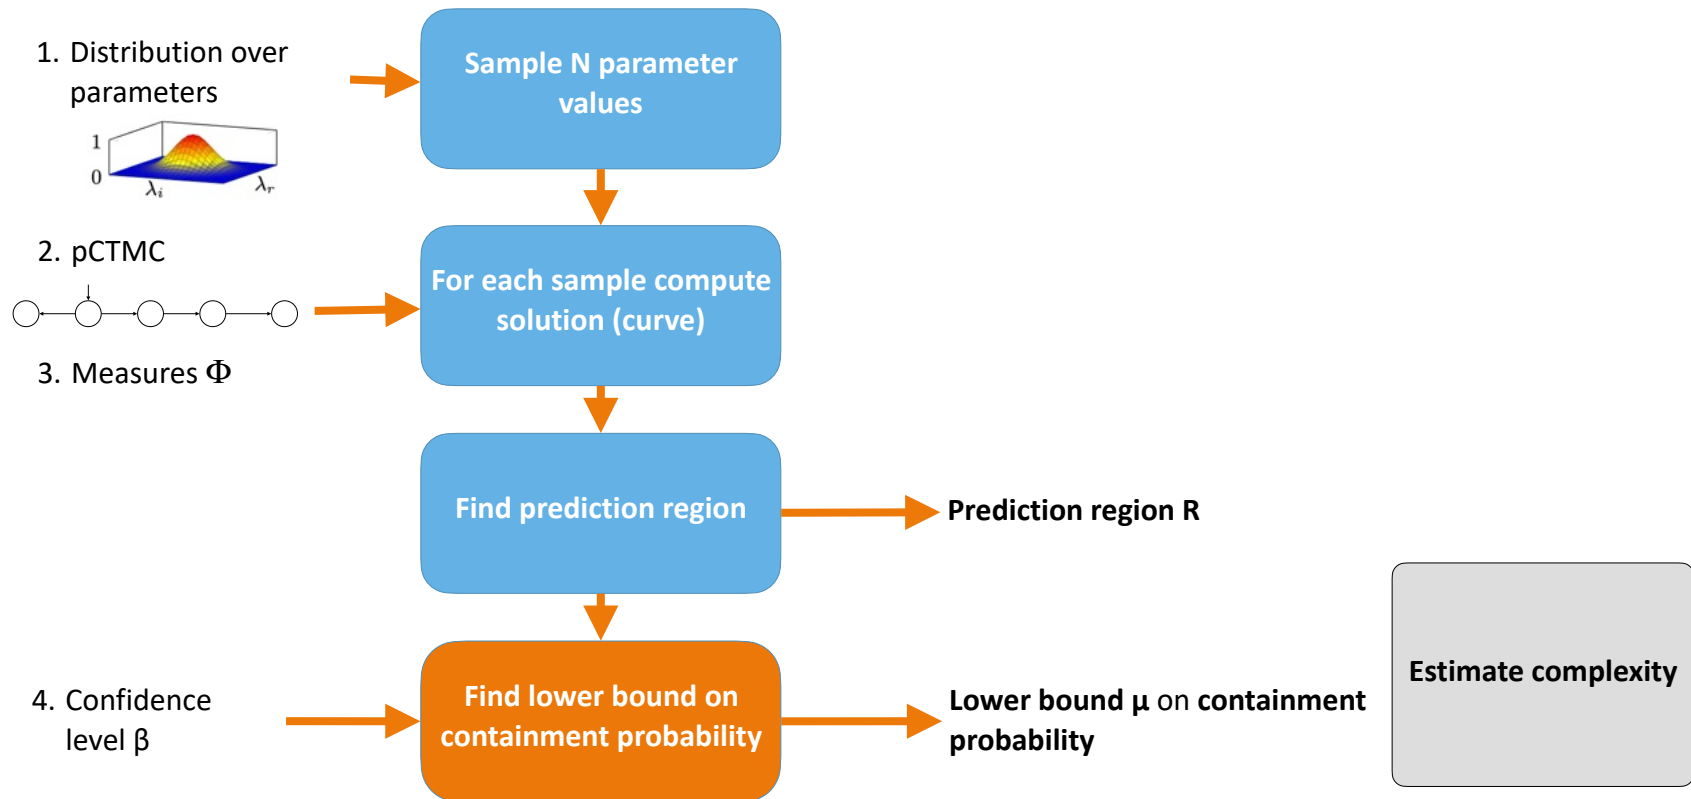 1. Distribution over
parameters
1
0
λi
λr
Sample N parameter
values
2. pCTMC
For each sample compute
solution (curve)
3. Measures Φ
Find prediction region
Prediction region R
4. Confidence
level β
Find lower bound on
containment probability
Lower bound μ on containment
probability
Estimate complexity